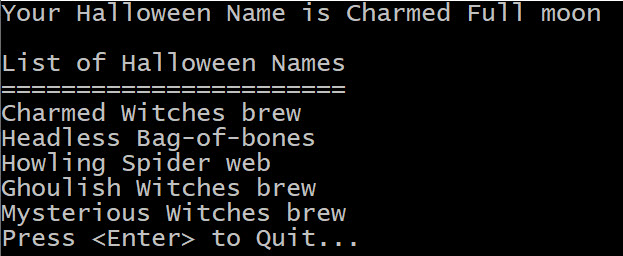 Your Halloween Name is Charmed Full moon
List of Halloween Names
=======================
Charmed Witches brew
Headless Bag-of-bones
Howling Spider web
Ghoulish Witches brew
Mysterious Witches brew
Press <Enter> to Quit...